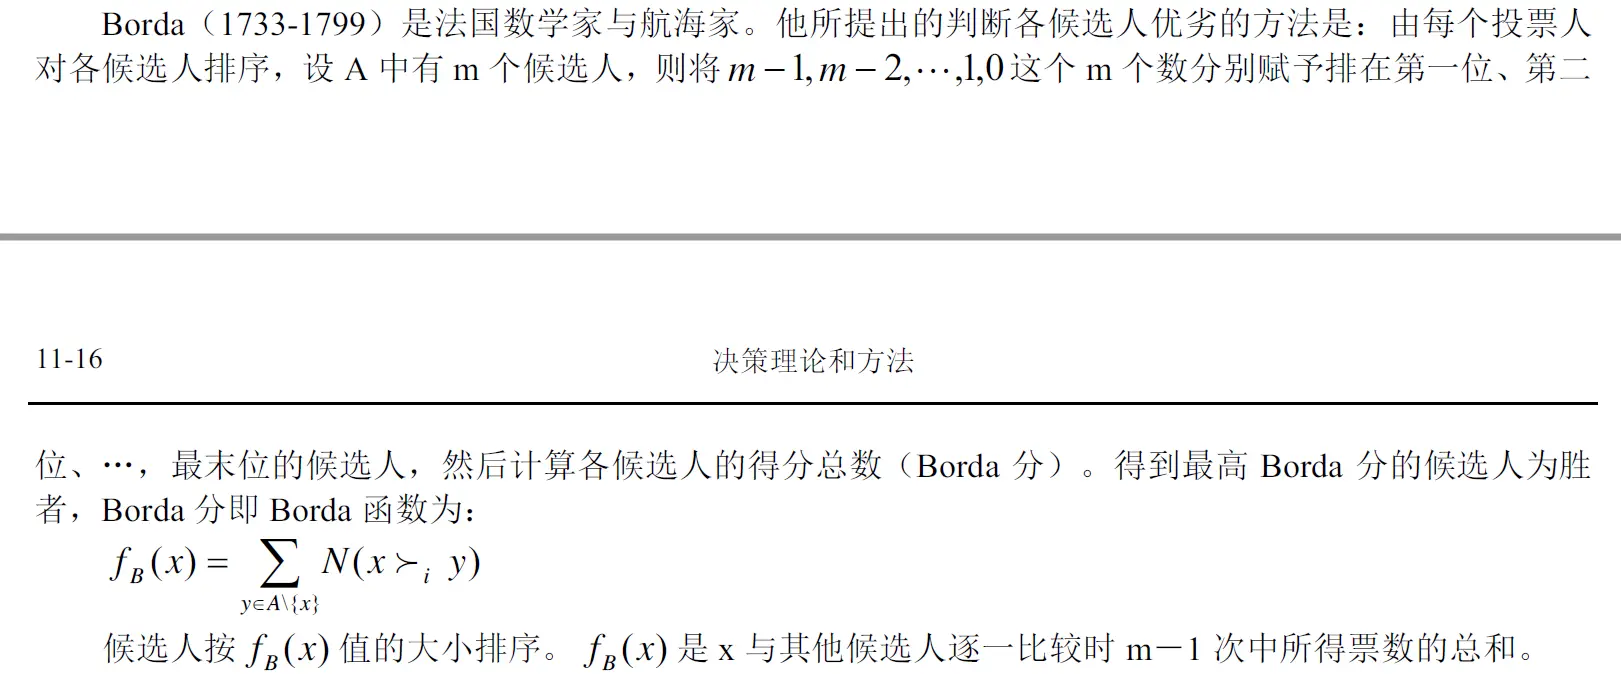 Borda（1733-1799）是法国数学家与航海家。他所提出的判断各候选人优劣的方法是：由每个投票人
对各候选人排序，设 A 中有 m 个候选人，则将 m－1, m－2,⋯,1,0 这个 m 个数分别赋予排在第一位、第二
11-16 决策理论和方法
位、…，最末位的候选人，然后计算各候选人的得分总数（Borda 分）。得到最高 Borda 分的候选人为胜
者，Borda 分即 Borda 函数为：
f_B(x) = ∑_{y∈A\{x}} N(x ≻_i y)
候选人按 f_B(x) 值的大小排序。f_B(x) 是 x 与其他候选人逐一比较时 m－1 次中所得票数的总和。